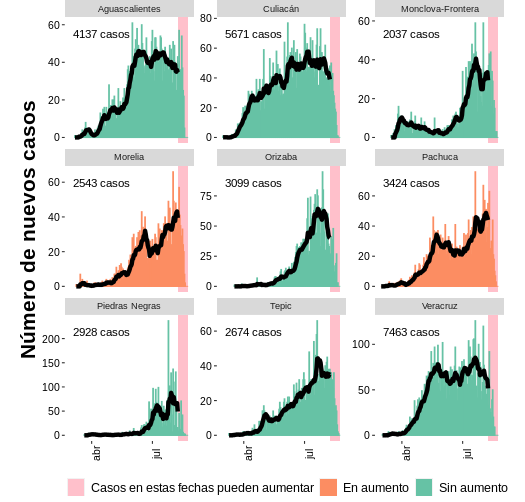 Aguascalientes
Culiacán
Monclova-Frontera
4137 casos
5671 casos
2037 casos
60
40
20
0
80
60
40
20
0
60
40
20
0
Morelia
Orizaba
Pachuca
2543 casos
3099 casos
3424 casos
60
40
20
0
75
50
25
0
60
40
20
0
Piedras Negras
Tepic
Veracruz
2928 casos
2674 casos
7463 casos
200
150
100
50
0
60
40
20
0
100
50
0
abr
jul
abr
jul
abr
jul
Número de nuevos casos
Casos en estas fechas pueden aumentar
En aumento
Sin aumento